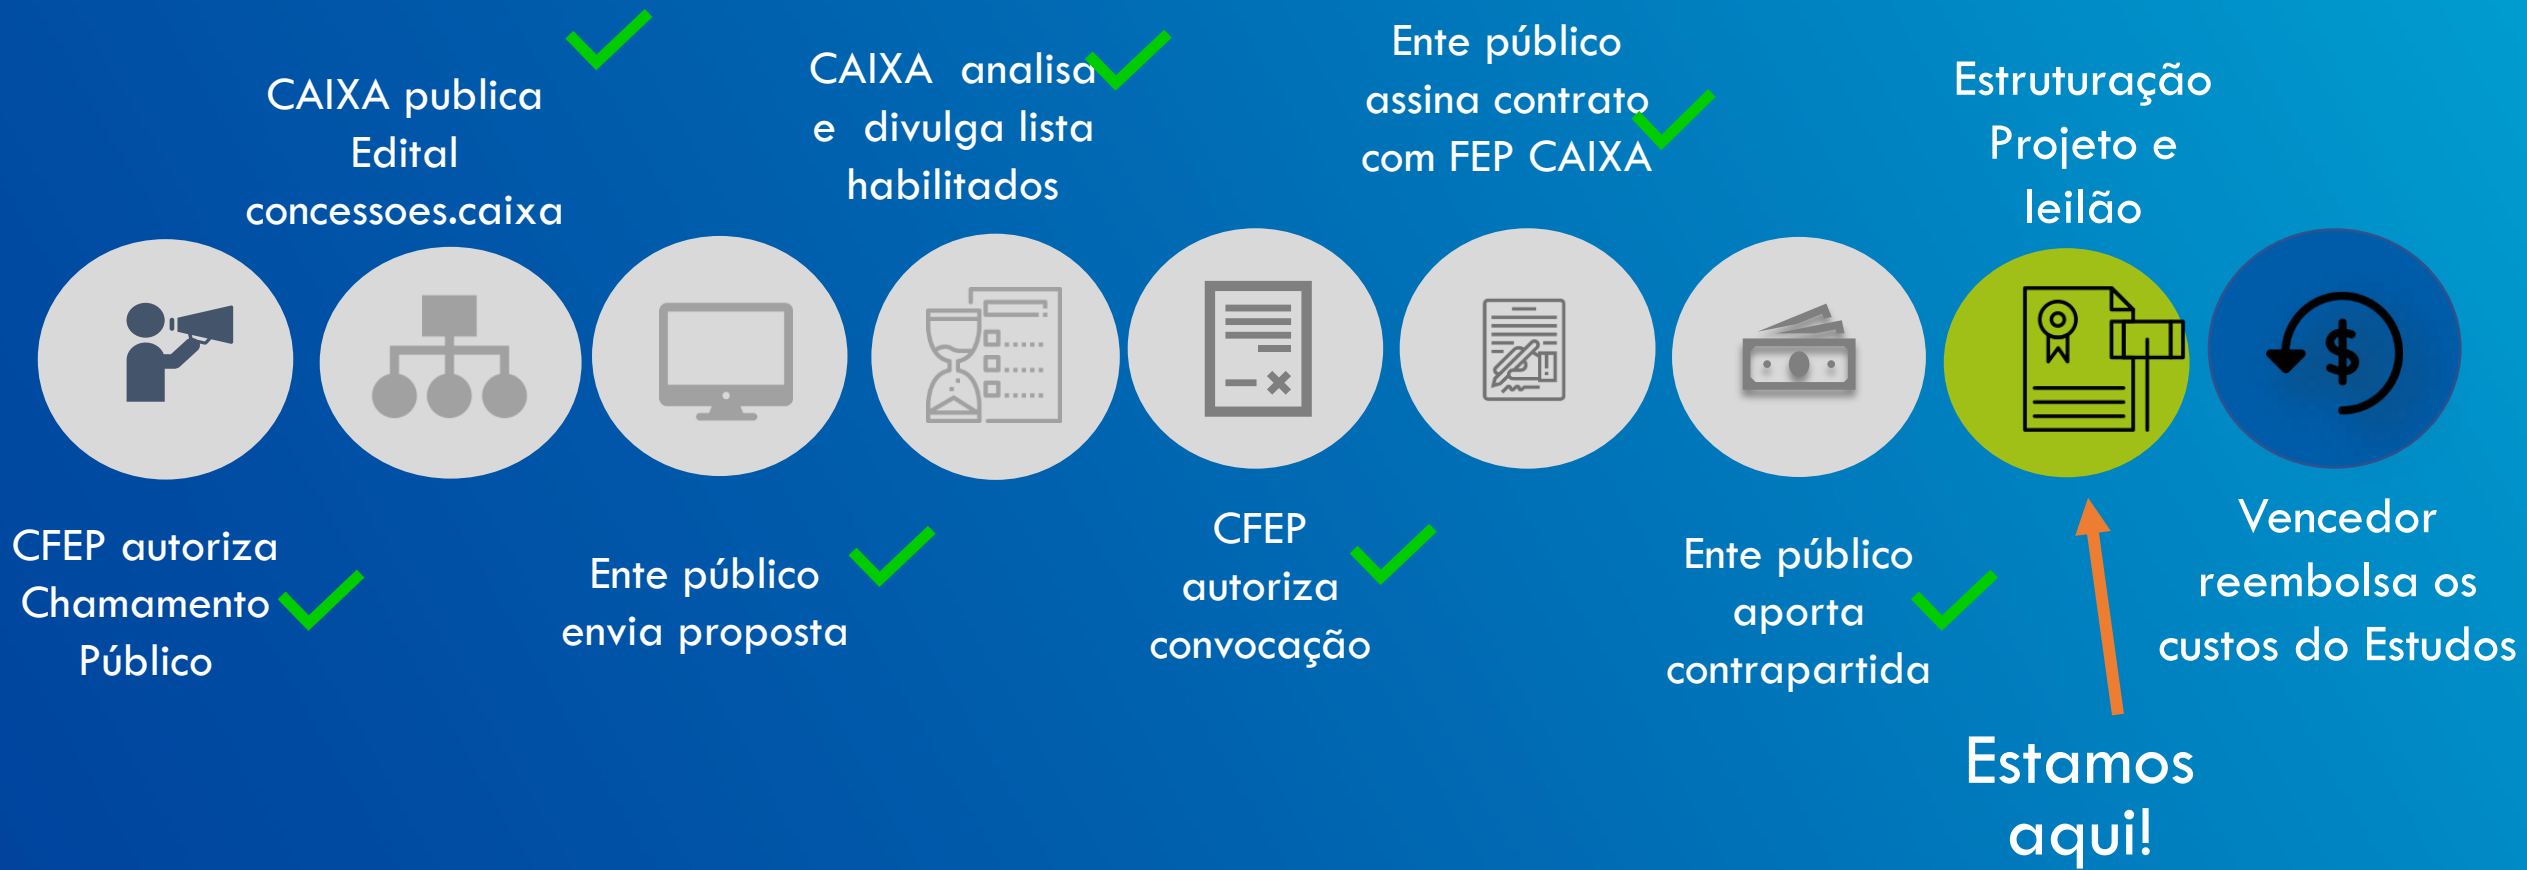 CFEP autoriza
Chamamento
Público
CAIXA publica
Edital
concessoes.caixa
Ente público
envia proposta
CAIXA analisa
e divulga lista
habilitados
CFEP
autoriza
convocação
Ente público
assina contrato
com FEP CAIXA
Ente público
aporta
contrapartida
Estruturação
Projeto e
leilão
Estamos
aqui!
$
Vencedor
reembolsa os
custos do Estudos